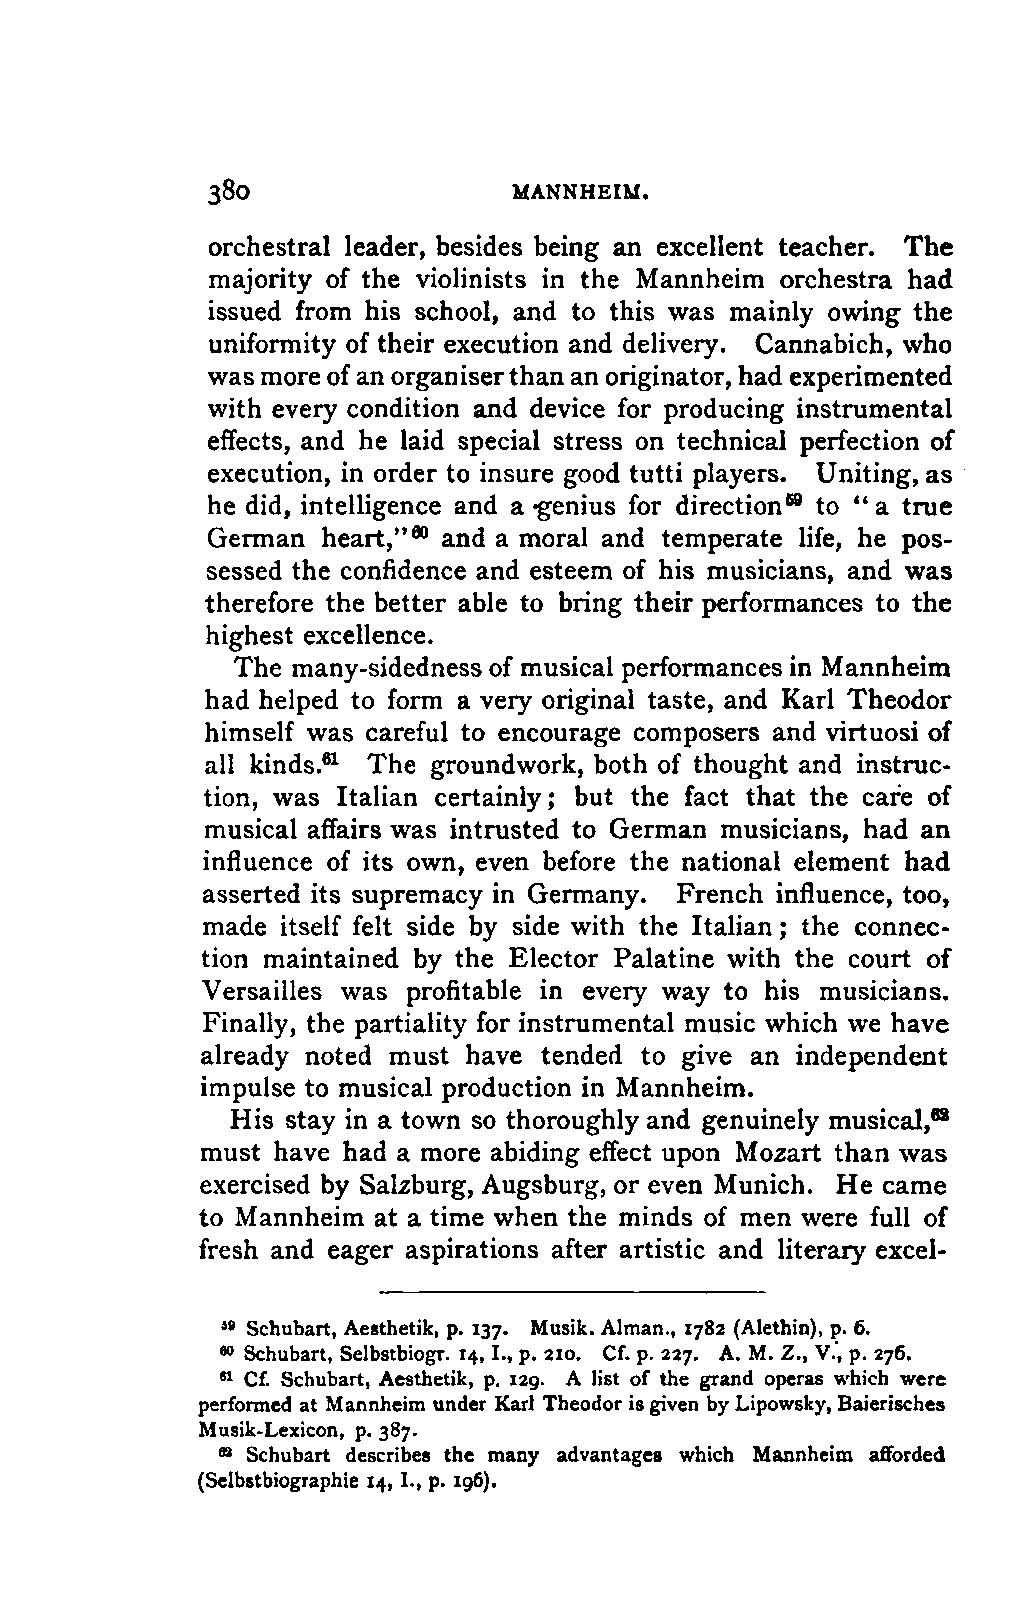 380 MANNHEIM.
orchestral leader, besides being an excellent teacher. The
majority of the violinists in the Mannheim orchestra had
issued from his school, and to this was mainly owing the
uniformity of their execution and delivery. Cannabich, who
was more of an organiser than an originator, had experimented
with every condition and device for producing instrumental
effects, and he laid special stress on technical perfection of
execution, in order to insure good tutti players. Uniting, as
he did, intelligence and a genius for direction⁵⁹ to “a true
German heart,”⁶⁰ and a moral and temperate life, he pos-
sessed the confidence and esteem of his musicians, and was
therefore the better able to bring their performances to the
highest excellence.
The many-sidedness of musical performances in Mannheim
had helped to form a very original taste, and Karl Theodor
himself was careful to encourage composers and virtuosi of
all kinds.⁶¹ The groundwork, both of thought and instruc-
tion, was Italian certainly; but the fact that the care of
musical affairs was intrusted to German musicians, had an
influence of its own, even before the national element had
asserted its supremacy in Germany. French influence, too,
made itself felt side by side with the Italian; the connec-
tion maintained by the Elector Palatine with the court of
Versailles was profitable in every way to his musicians.
Finally, the partiality for instrumental music which we have
already noted must have tended to give an independent
impulse to musical production in Mannheim.
His stay in a town so thoroughly and genuinely musical,⁶²
must have had a more abiding effect upon Mozart than was
exercised by Salzburg, Augsburg, or even Munich. He came
to Mannheim at a time when the minds of men were full of
fresh and eager aspirations after artistic and literary excel-
⁵⁹ Schubart, Aesthetik, p. 137. Musik. Alman., 1782 (Alethin), p. 6.
⁶⁰ Schubart, Selbstbiogr. 14, I., p. 210. Cf. p. 227. A. M. Z., V., p. 276.
⁶¹ Cf. Schubart, Aesthetik, p. 129. A list of the grand operas which were
performed at Mannheim under Karl Theodor is given by Lipowsky, Baierisches
Musik-Lexicon, p. 387.
⁶² Schubart describes the many advantages which Mannheim afforded
(Selbstbiographie 14, I., p. 196).